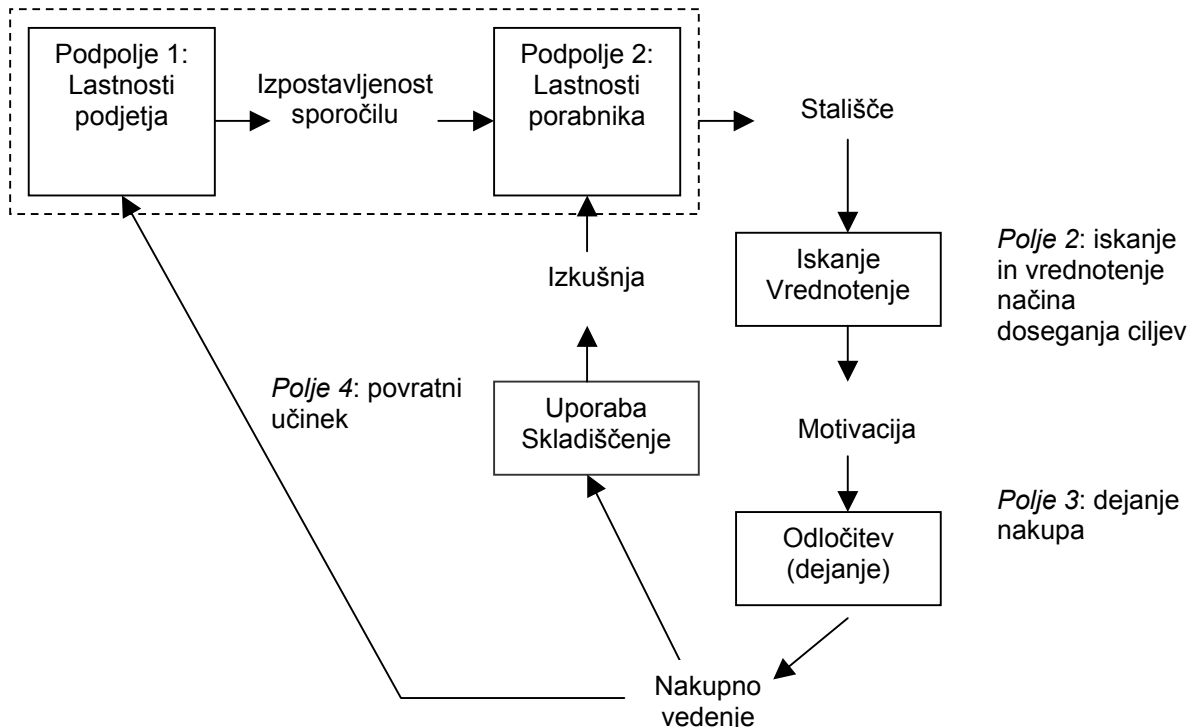 Podpolje 1:
Lastnosti
podjetja
Izpostavljenost
sporočilu
Podpolje 2:
Lastnosti
porabnika
Stališče
Iskanje
Vrednotenje
Polje 2: iskanje
in vrednotenje
načina
doseganja ciljev
Izkušnja
Polje 4: povratni
učinek
Uporaba
Skladiščenje
Motivacija
Polje 3: dejanje
nakupa
Odločitev
(dejanje)
Nakupno
vedenje